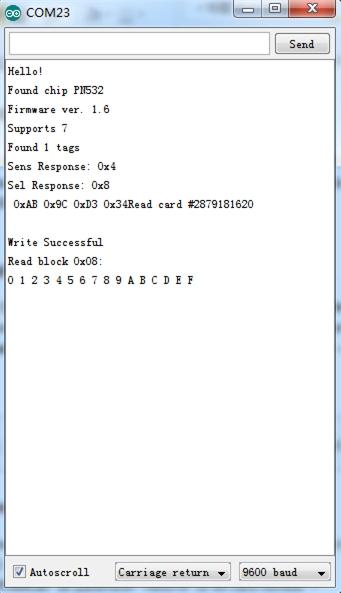 COM23
Send
Hello!
Found chip PN532
Firmware ver. 1.6
Supports 7
Found 1 tags
Sens Response: 0x4
Sel Response: 0x8
0xAB 0x9C 0xD3 0x34Read card #2879181620
Write Successful
Read block 0x08:
0 1 2 3 4 5 6 7 8 9 A B C D E F
Autoscroll
Carriage return
9600 baud